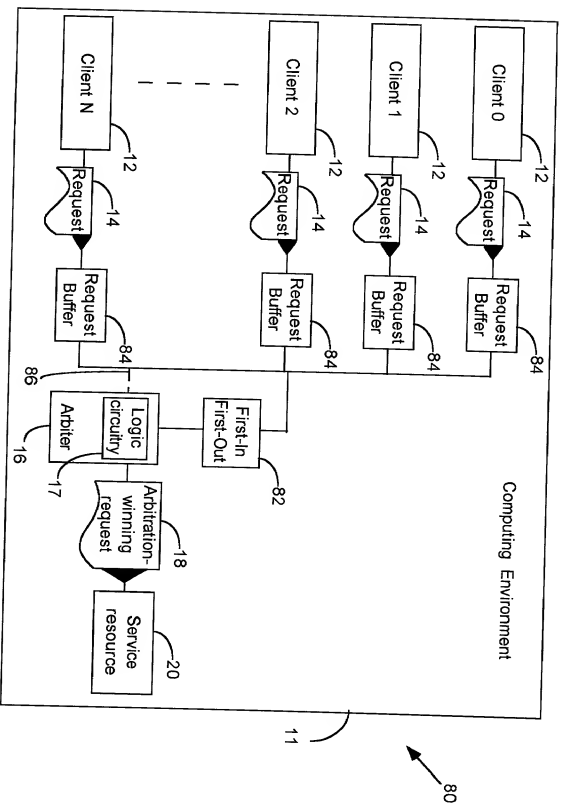 80
11
Computing Environment
Client 0
12
Request
14
Request
Buffer
84
Client 1
12
Request
14
Request
Buffer
84
Client 2
12
Request
14
Request
Buffer
84
Client N
12
Request
14
Request
Buffer
84
86
First-In
First-Out
82
Logic
circuitry
Arbiter
16
17
Arbitration-
winning
request
18
Service
resource
20